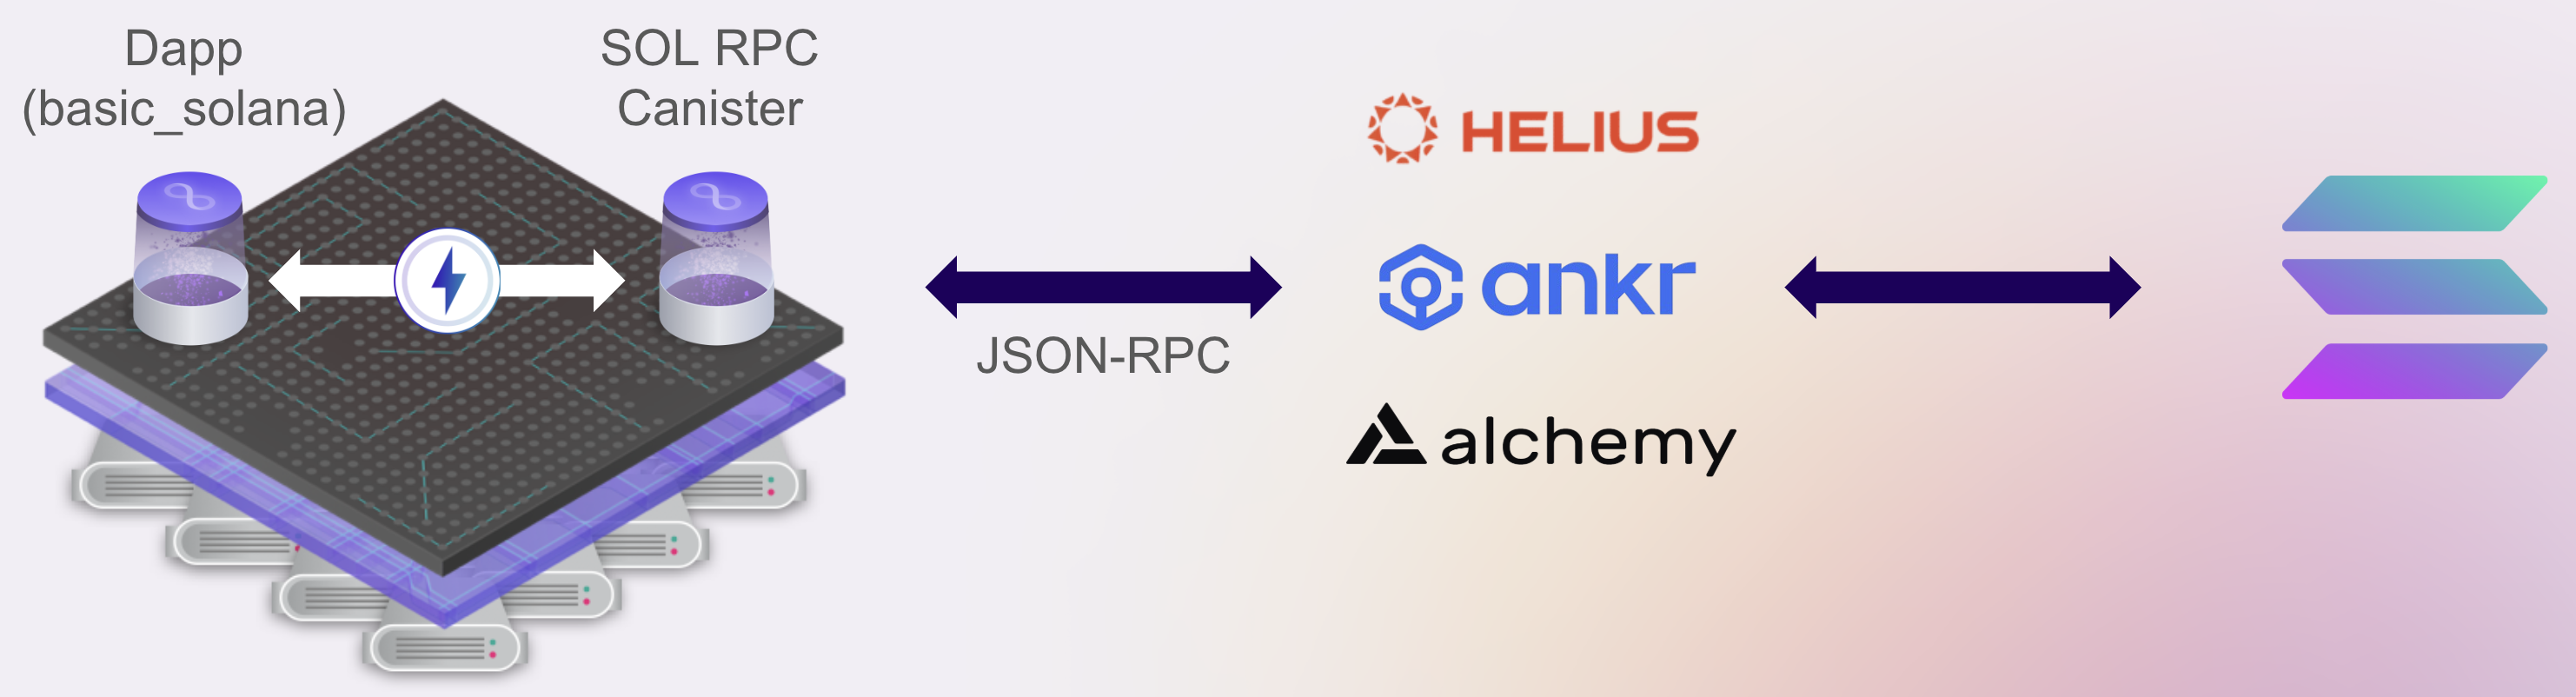 Dapp
(basic_solana)
SOL RPC
Canister
JSON-RPC
HELIUS
ankr
alchemy